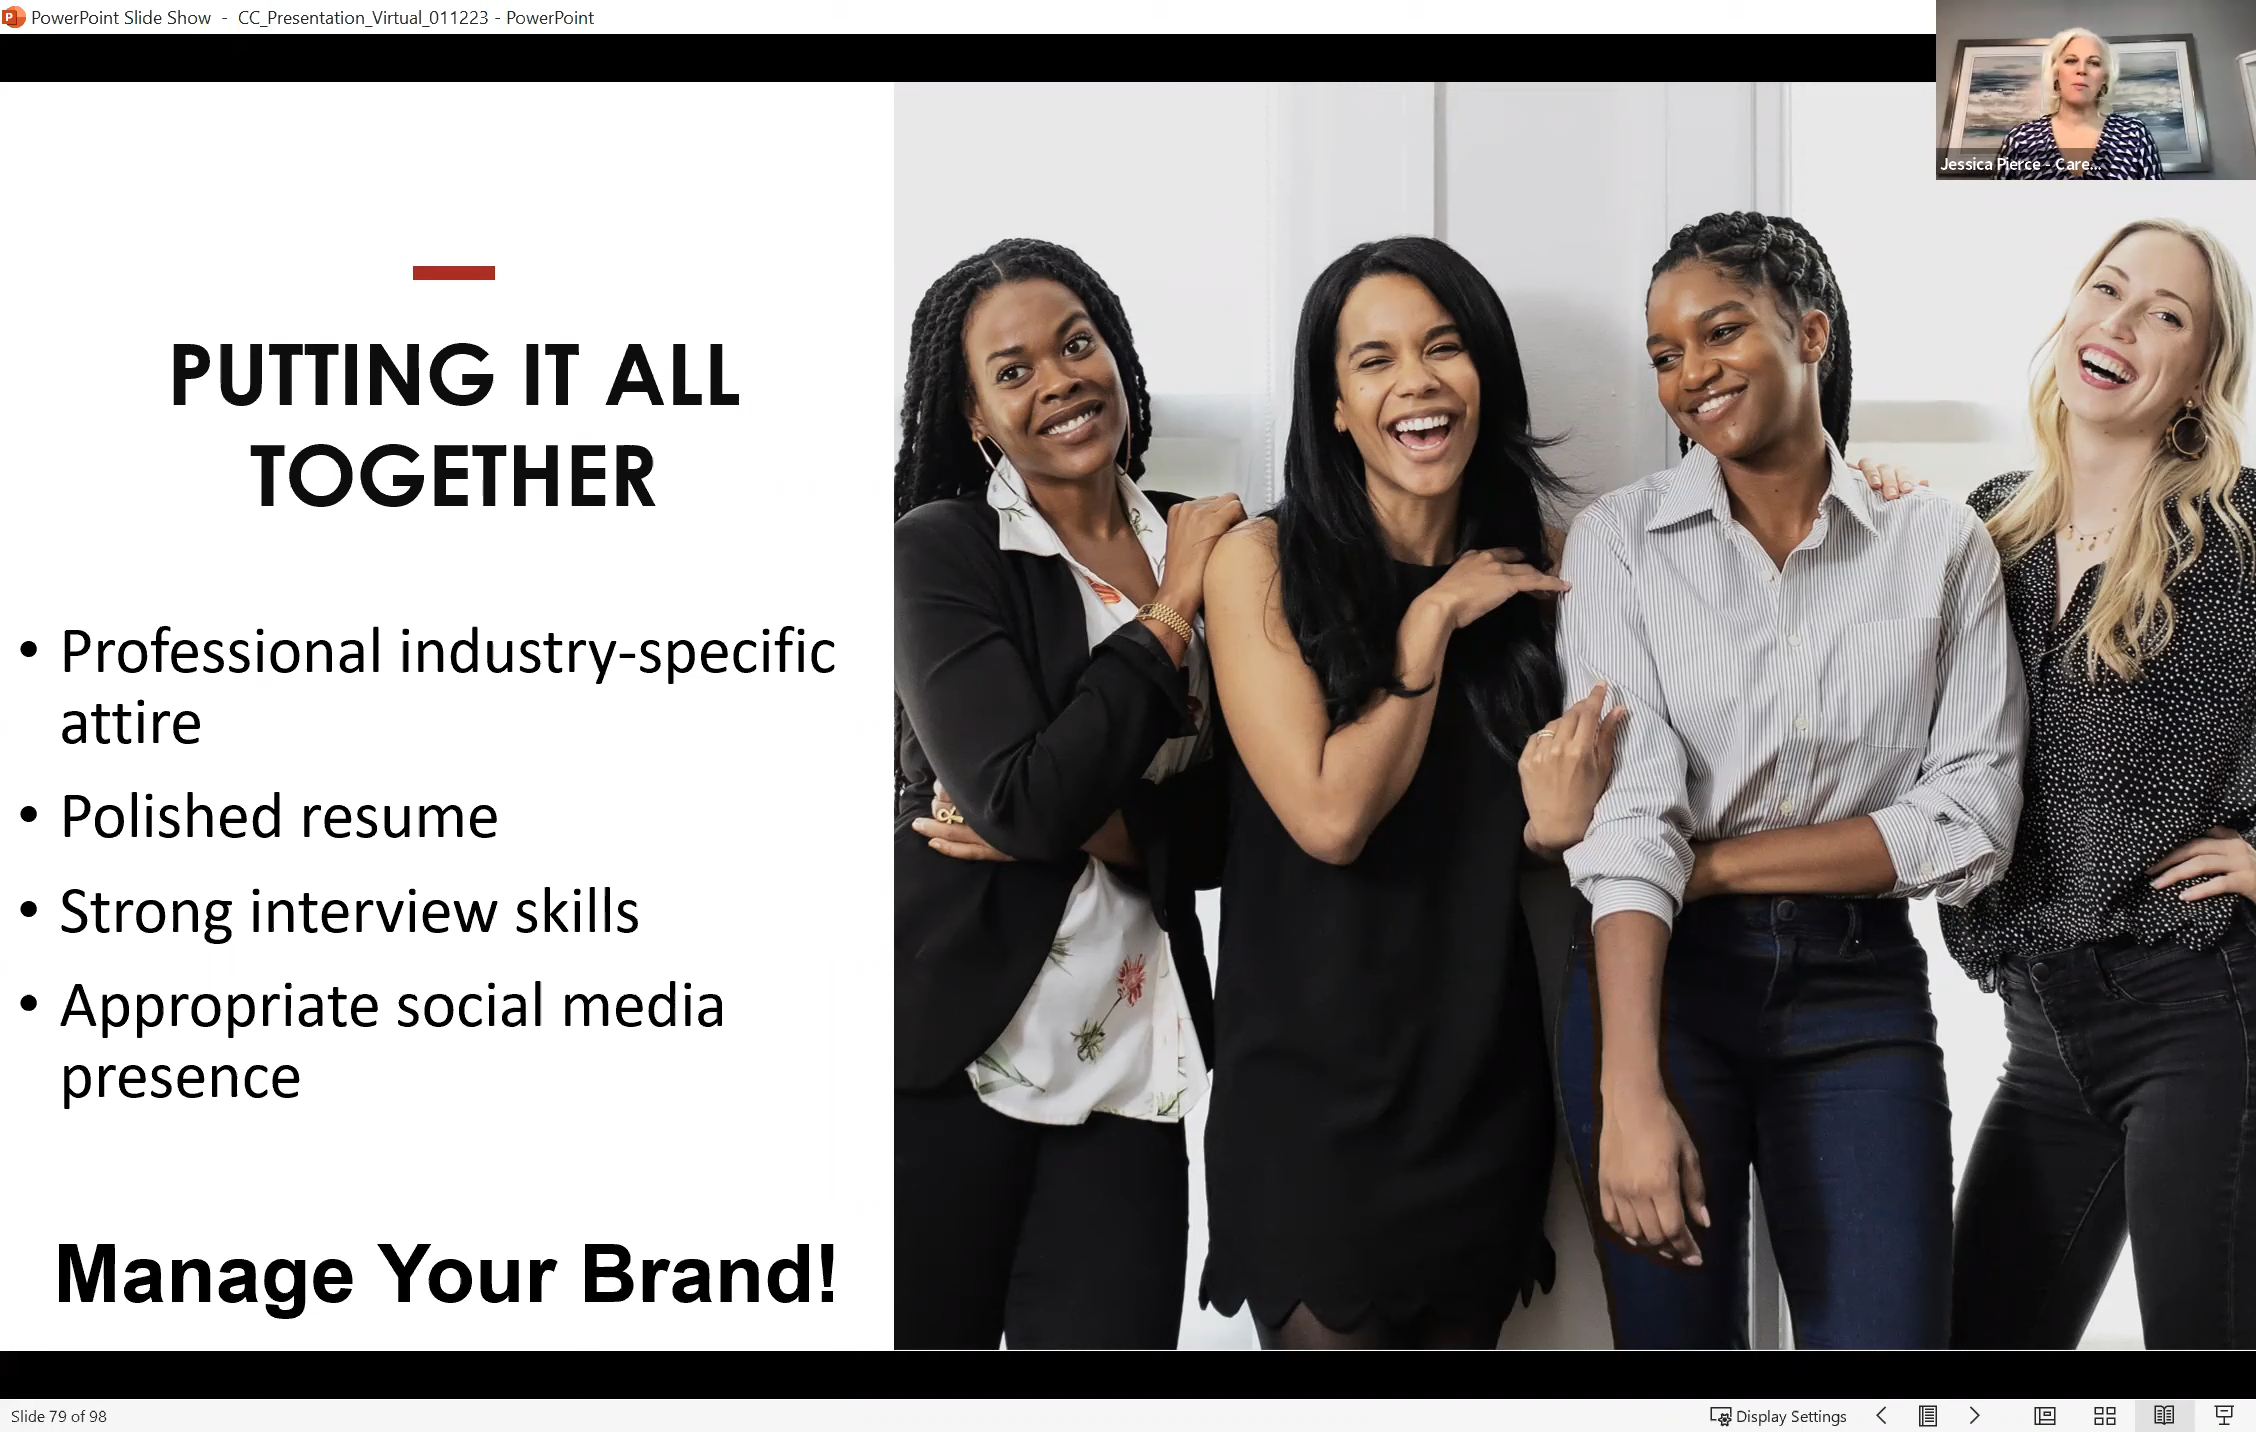 PowerPoint Slide Show - CC_Presentation_Virtual_011223 - PowerPoint
Jessica Pierce - Care...
PUTTING IT ALL
TOGETHER
• Professional industry-specific
attire
• Polished resume
• Strong interview skills
• Appropriate social media
presence
Manage Your Brand!
Slide 79 of 98
Display Settings